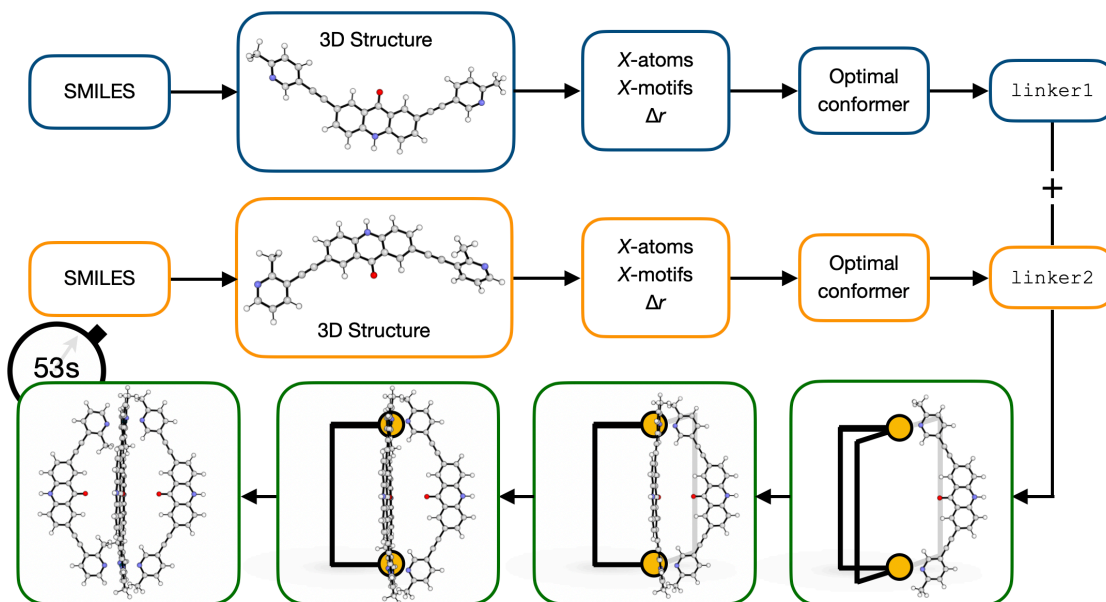 SMILES
3D Structure
X-atoms
X-motifs
Δr
Optimal
conformer
linker1
+
SMILES
3D Structure
X-atoms
X-motifs
Δr
Optimal
conformer
linker2
53s